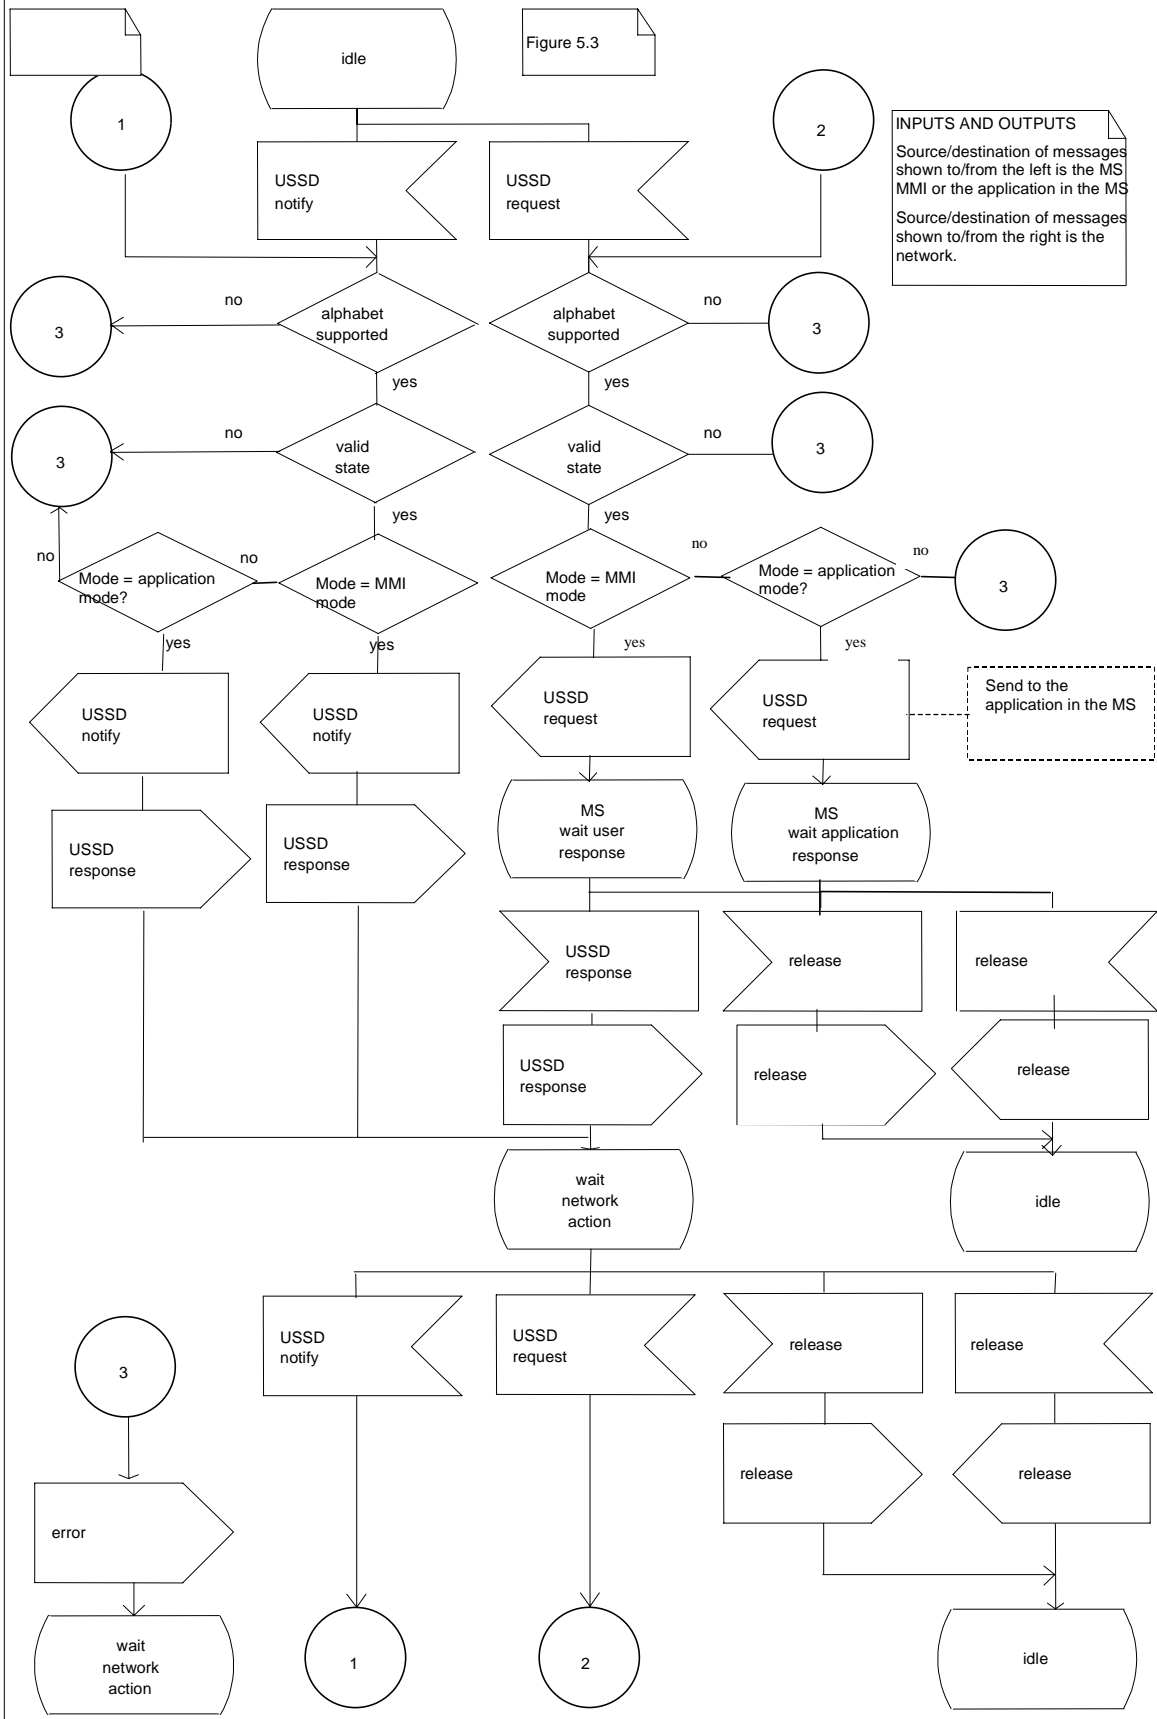 idle
Figure 5.3
1
2
INPUTS AND OUTPUTS
Source/destination of messages
shown to/from the left is the MS
MMI or the application in the MS
Source/destination of messages
shown to/from the right is the
network.
USSD
notify
USSD
request
no
alphabet
supported
alphabet
supported
no
3
3
yes
yes
no
valid
state
valid
state
no
3
3
yes
yes
no
Mode = application
mode?
no
Mode = MMI
mode
Mode = MMI
mode
no
Mode = application
mode?
no
3
yes
yes
yes
yes
USSD
notify
USSD
notify
USSD
request
USSD
request
Send to the
application in the MS
USSD
response
USSD
response
MS
wait user
response
MS
wait application
response
USSD
response
release
release
USSD
response
release
release
wait
network
action
idle
3
USSD
notify
USSD
request
release
release
error
release
release
wait
network
action
1
2
idle